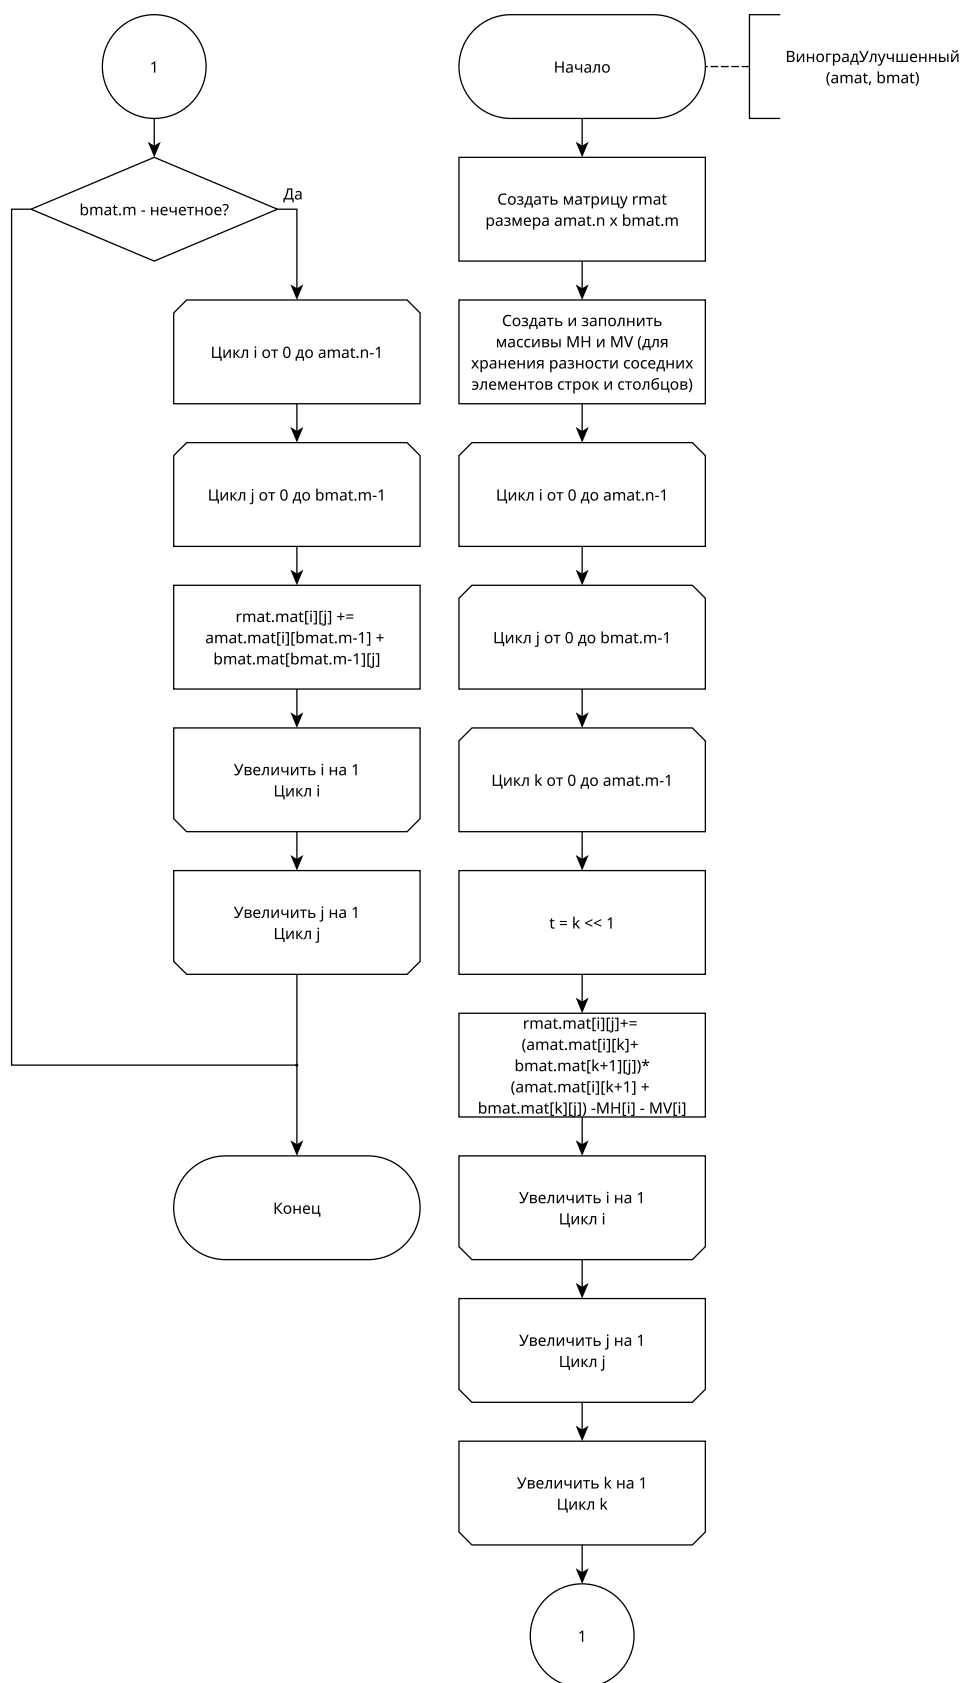 Начало
ВиноградУлучшенный
(amat, bmat)
Создать матрицу rmat
размера amat.n x bmat.m
Создать и заполнить
массивы MH и MV (для
хранения разности соседних
элементов строк и столбцов)
Цикл i от 0 до amat.n-1
Цикл j от 0 до bmat.m-1
Цикл k от 0 до amat.m-1
t = k << 1
rmat.mat[i][j]+=
(amat.mat[i][k]+
bmat.mat[k+1][j])*
(amat.mat[i][k+1] +
bmat.mat[k][j]) -MH[i] - MV[i]
Увеличить i на 1
Цикл i
Увеличить j на 1
Цикл j
Увеличить k на 1
Цикл k
1
1
bmat.m - нечетное?
Да
Цикл i от 0 до amat.n-1
Цикл j от 0 до bmat.m-1
rmat.mat[i][j] +=
amat.mat[i][bmat.m-1] +
bmat.mat[bmat.m-1][j]
Увеличить i на 1
Цикл i
Увеличить j на 1
Цикл j
Конец